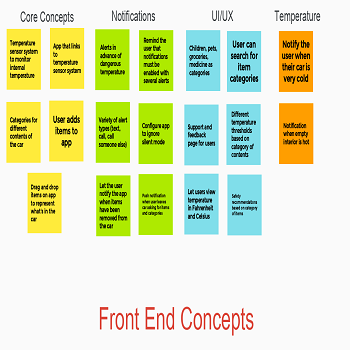 Core Concepts
Notifications
UI/UX
Temperature
Temperature
sensor system
to monitor
internal
temperature
App that links
to
temperature
sensor system
Alerts in
advance of
dangerous
temperature
Remind the
user that
notifications
must be
enabled with
several alerts
Children, pets,
groceries,
medicine as
categories
User can
search for
item
categories
Notify the
user when
their car is
very cold
Categories for
different
contents of
the car
User adds
items to
app
Variety of alert
types (text,
call, call
someone else)
Configure app
to ignore
silent mode
Support and
feedback
page for users
Different
temperature
thresholds
based on
category of
contents
Notification
when empty
interior is hot
Drag and drop
items on app
to represent
what's in the
car
Let the user
notify the app
when items
have been
removed from
the car
Push notification
when user leaves
car asking for items
and categories
Let users view
temperature
in Fahrenheit
and Celsius
Safety
recommendations
based on category
of items
Front End Concepts